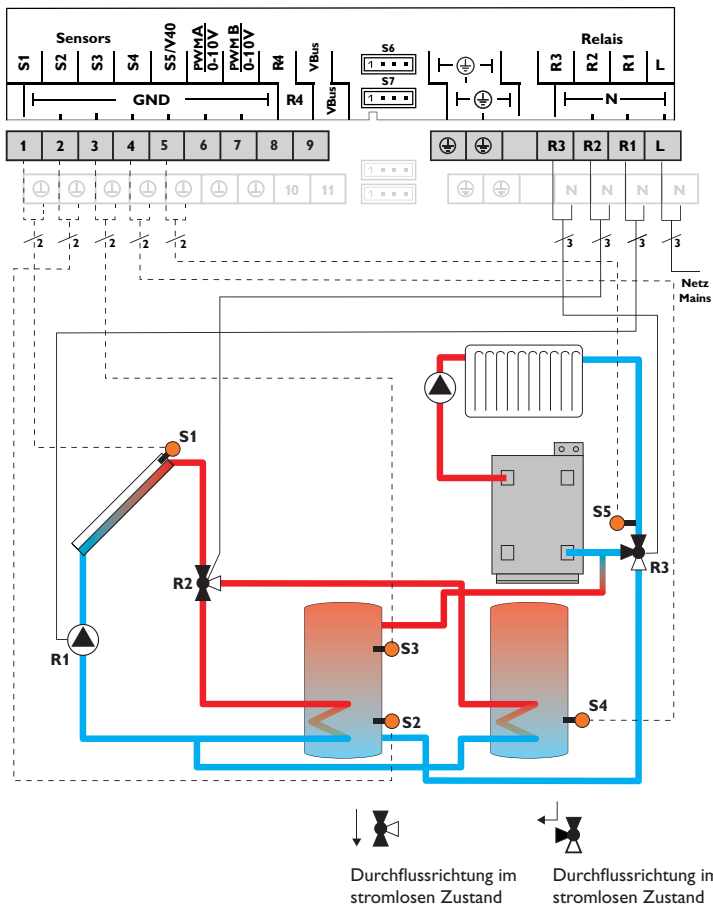 Sensors
Relais
S1 S2 S3 S4 S5/V40 PWM A 0-10V PWM B 0-10V R4 VBus
S6
R3 R2 R1 L
S7
GND
R4
VBus
N
1 2 3 4 5 6 7 8 9
R3 R2 R1 L
10 11
N N N N
2 2 2 2 2
3 3 3 3
Netz
Mains
S1
S5
R2
R3
R1
S3
S2
S4
Durchflussrichtung im
stromlosen Zustand
Durchflussrichtung im
stromlosen Zustand